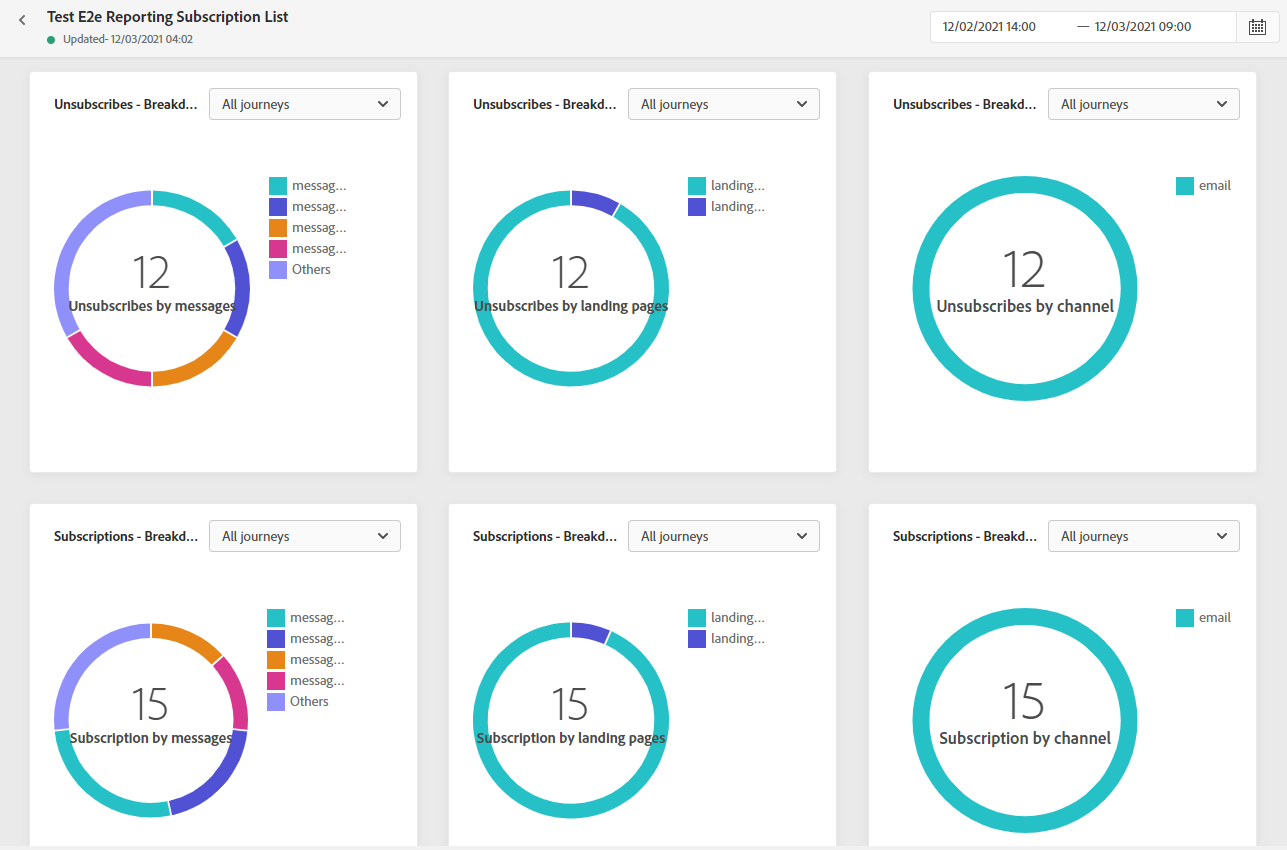 Test E2e Reporting Subscription List
Updated- 12/03/2021 04:02
12/02/2021 14:00 — 12/03/2021 09:00
Unsubscribes - Breakd... All journeys
messag...
messag...
messag...
messag...
Others
12
Unsubscribes by messages
Unsubscribes - Breakd... All journeys
landing...
landing...
12
Unsubscribes by landing pages
Unsubscribes - Breakd... All journeys
email
12
Unsubscribes by channel
Subscriptions - Breakd... All journeys
messag...
messag...
messag...
messag...
Others
15
Subscription by messages
Subscriptions - Breakd... All journeys
landing...
landing...
15
Subscription by landing pages
Subscriptions - Breakd... All journeys
email
15
Subscription by channel